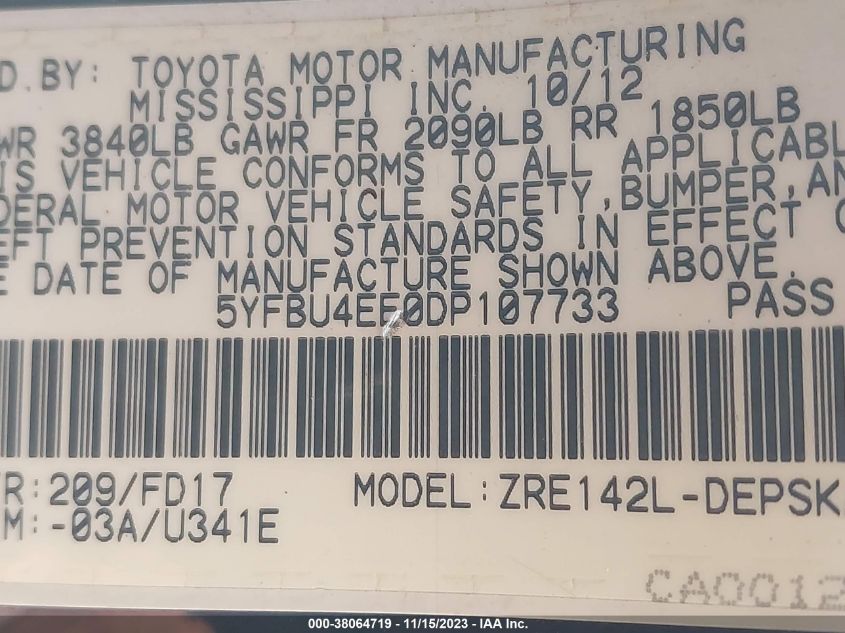 D.BY: TOYOTA MOTOR MANUFACTURING
MISSISSIPPI INC. 10/12
WR 3840LB GAWR FR 2090LB RR 1850LB
IS VEHICLE CONFORMS TO ALL APPLICABL
DERAL MOTOR VEHICLE SAFETY,BUMPER,AN
EFT PREVENTION STANDARDS IN EFFECT O
E DATE OF MANUFACTURE SHOWN ABOVE.
5YFBU4EE0DP107733 PASS
R:209/FD17 MODEL:ZRE142L-DEPSK
M:-03A/U341E
CA0012
000-38064719 - 11/15/2023 - IAA Inc.